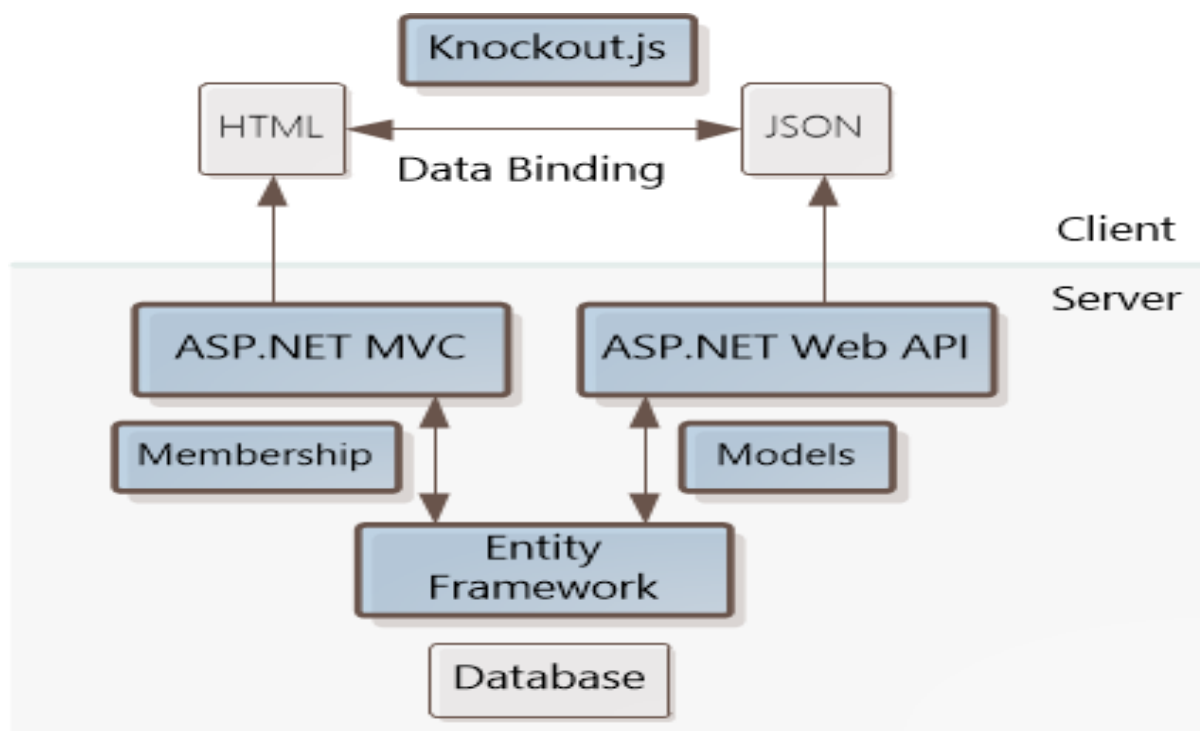 Knockout.js
HTML
JSON
Data Binding
Client
Server
ASP.NET MVC
ASP.NET Web API
Membership
Models
Entity
Framework
Database